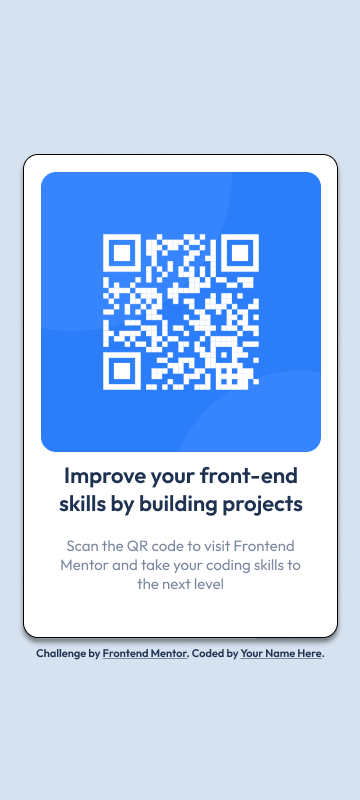 Improve your front-end
skills by building projects
Scan the QR code to visit Frontend
Mentor and take your coding skills to
the next level
Challenge by Frontend Mentor. Coded by Your Name Here.